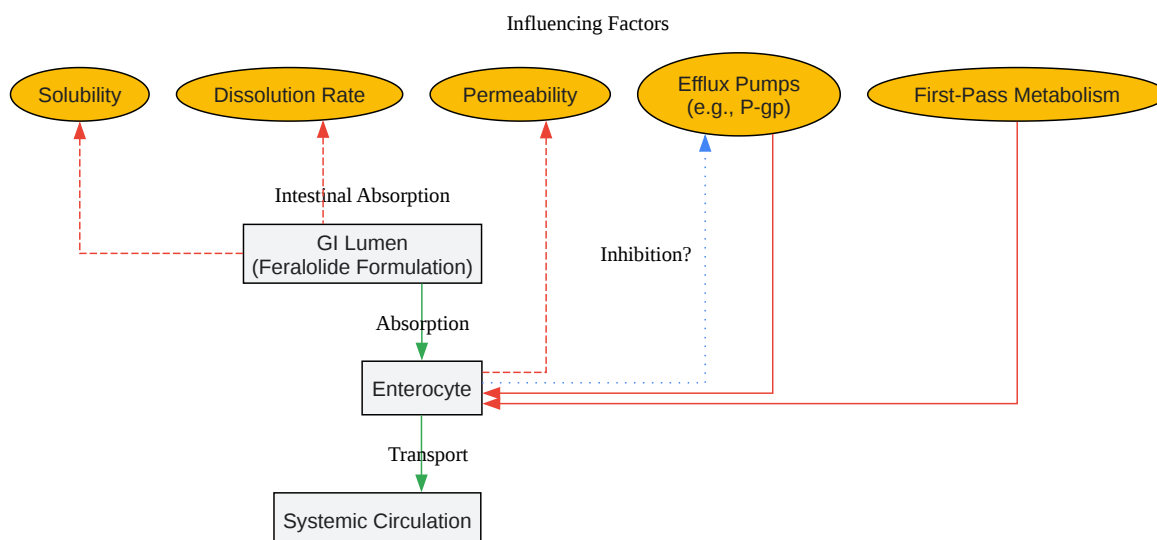 Influencing Factors
Solubility
Dissolution Rate
Permeability
Efflux Pumps
(e.g., P-gp)
First-Pass Metabolism
Intestinal Absorption
GI Lumen
(Feralolide Formulation)
Inhibition?
Absorption
Enterocyte
Transport
Systemic Circulation